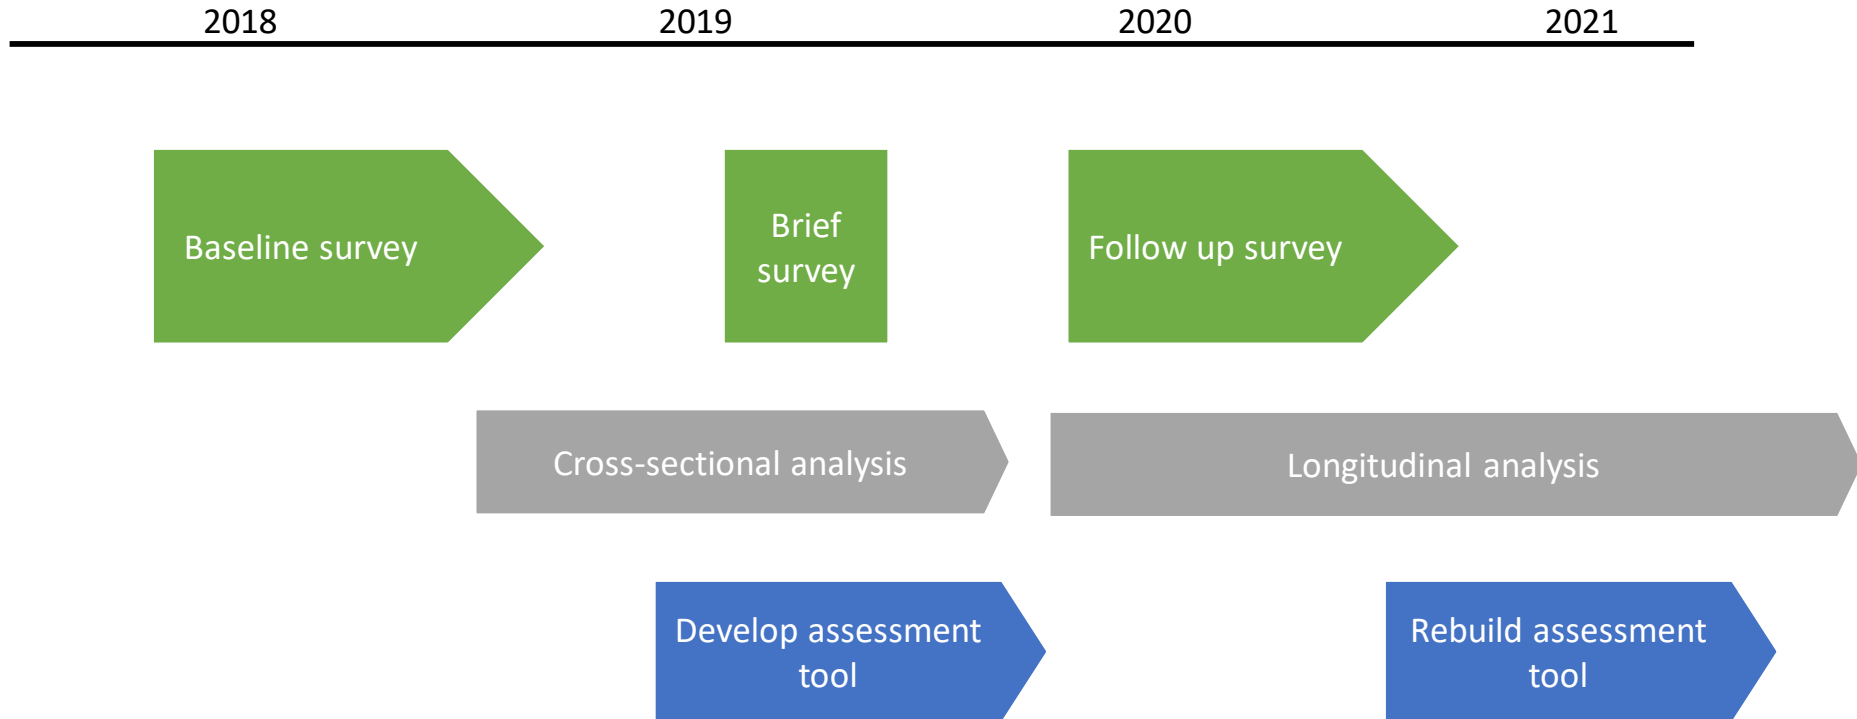 2018 2019 2020 2021
Baseline survey
Brief
survey
Follow up survey
Cross-sectional analysis
Longitudinal analysis
Develop assessment
tool
Rebuild assessment
tool